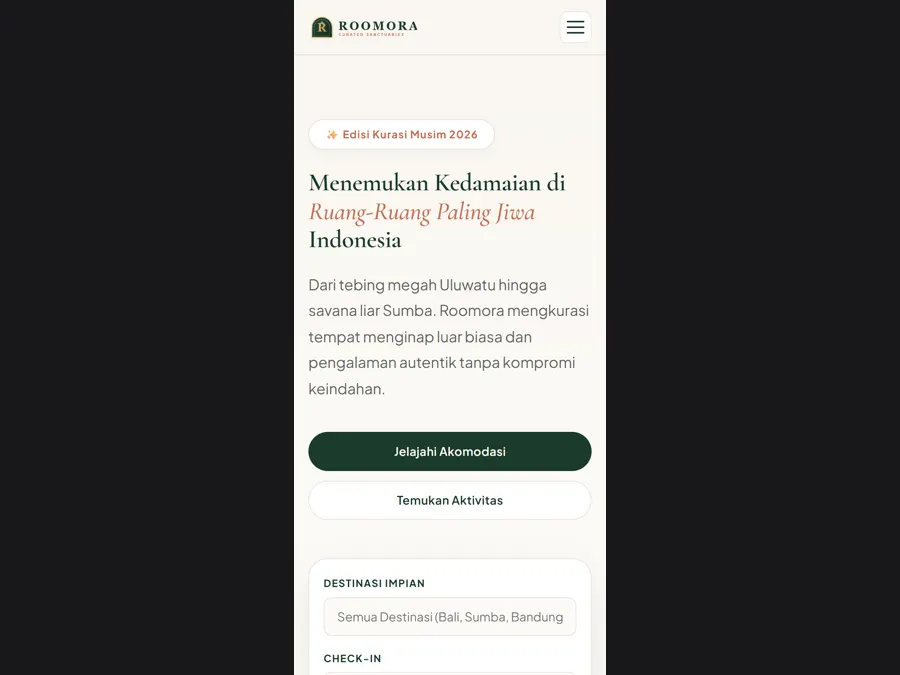 R ROOMORA
CURATED SANCTUARIES
✨ Edisi Kurasi Musim 2026
Menemukan Kedamaian di
Ruang-Ruang Paling Jiwa
Indonesia
Dari tebing megah Uluwatu hingga
savana liar Sumba. Roomora mengkurasi
tempat menginap luar biasa dan
pengalaman autentik tanpa kompromi
keindahan.
Jelajahi Akomodasi
Temukan Aktivitas
DESTINASI IMPIAN
Semua Destinasi (Bali, Sumba, Bandung
CHECK-IN